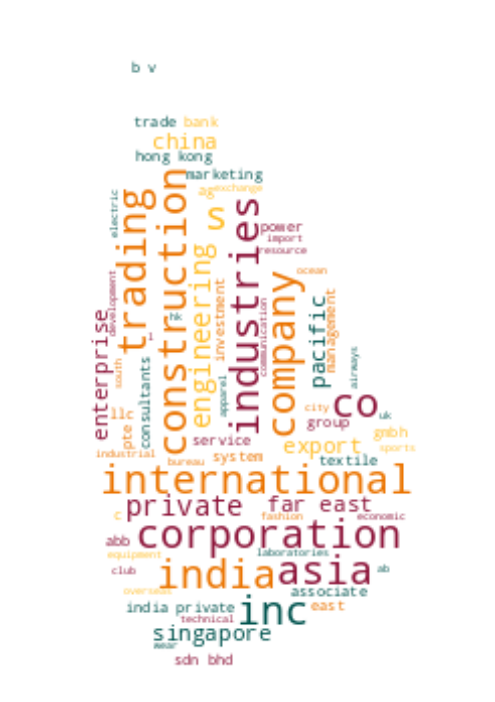 b v
trade bank
china
hong kong
marketing
ag exchange
electric
trading
construction
s
industries
power
import
resource
engineering
ocean
development
enterprise
hk
investment
communication
company
pacific
management
l
south
consultants
apparel
airways
llc
pte
city
co
uk
group
gmbh
service
export
sports
industrial
bureau
system
textile
international
private far east
c
fashion
economic
corporation
abb
equipment
laboratories
club
india asia
ab
overseas
associate
india private inc east
technical
singapore
wear
sdn bhd